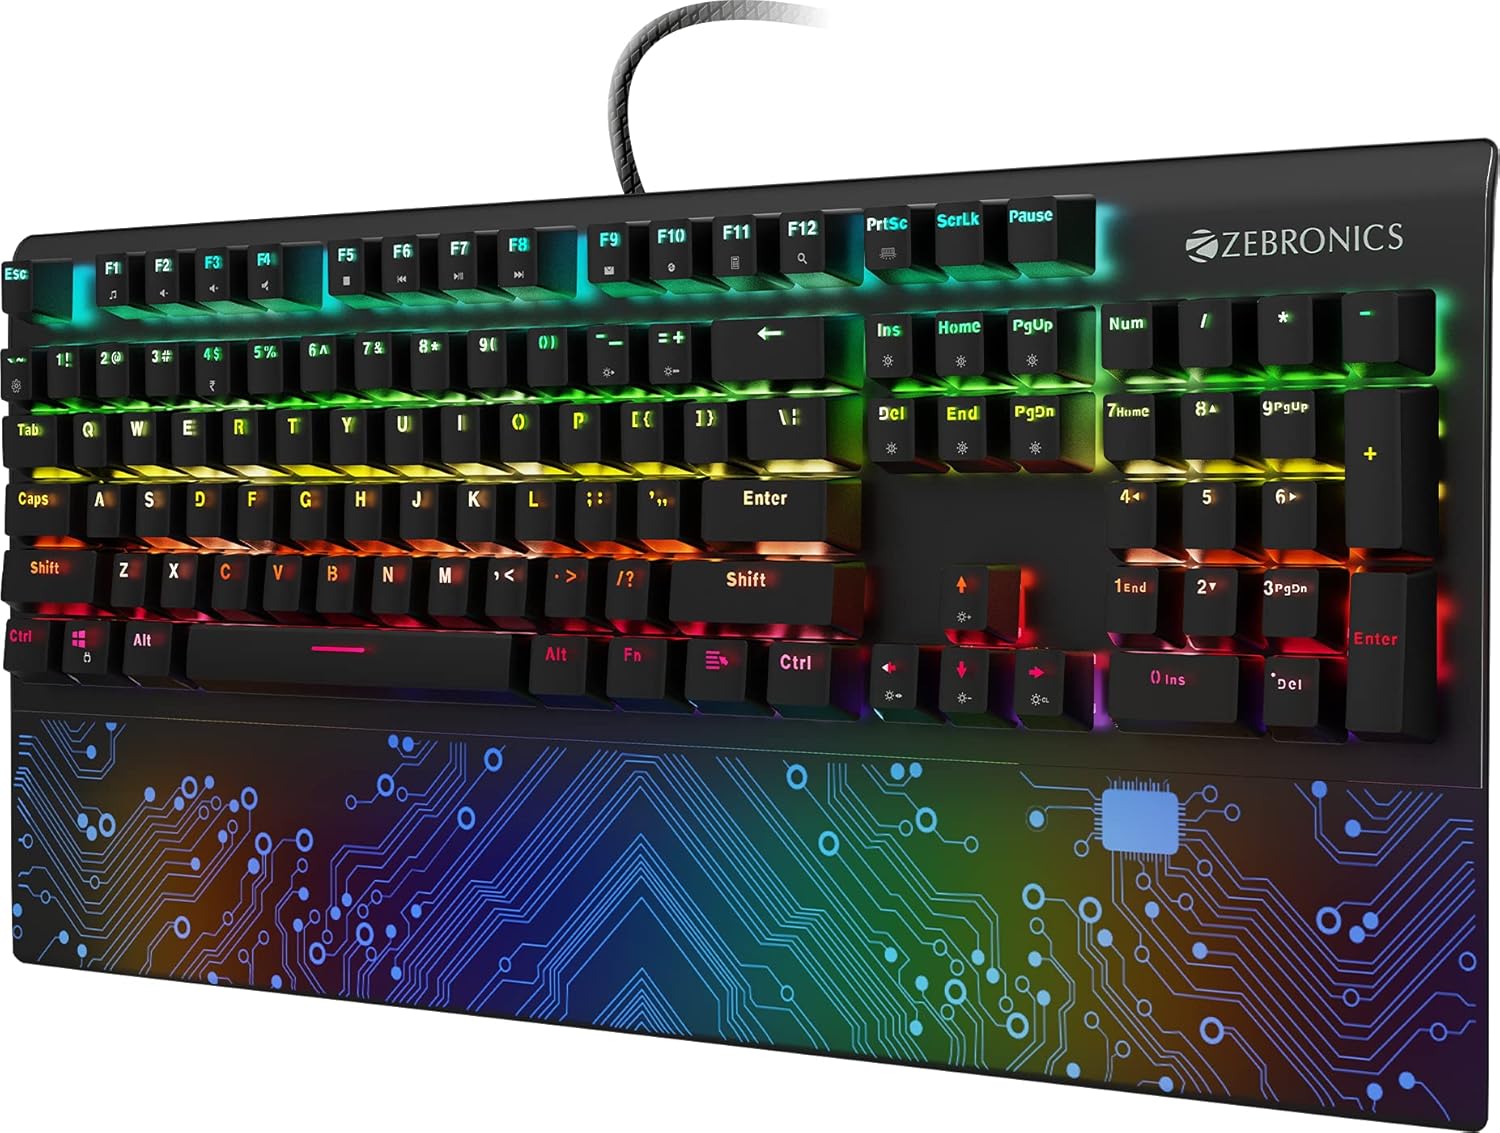 ZEBRONICS
Esc F1 F2 F3 F4 F5 F6 F7 F8 F9 F10 F11 F12 PrtSc ScrLk Pause
1! 2@ 3# 4$ ₹ 5% 6^ 7& 8* 9( 0) -_ =+ ← Ins Home PgUp Num / * -
Tab Q W E R T Y U I O P [{ ]} \¦ Del End PgDn 7Home 8▲ 9PgUp +
Caps A S D F G H J K L ;: '," Enter 4◄ 5 6►
Shift Z X C V B N M ,< .> /? Shift ↑ 1End 2▼ 3PgDn Enter
Ctrl Alt Alt Fn Ctrl ← ↓ → CL 0Ins .Del